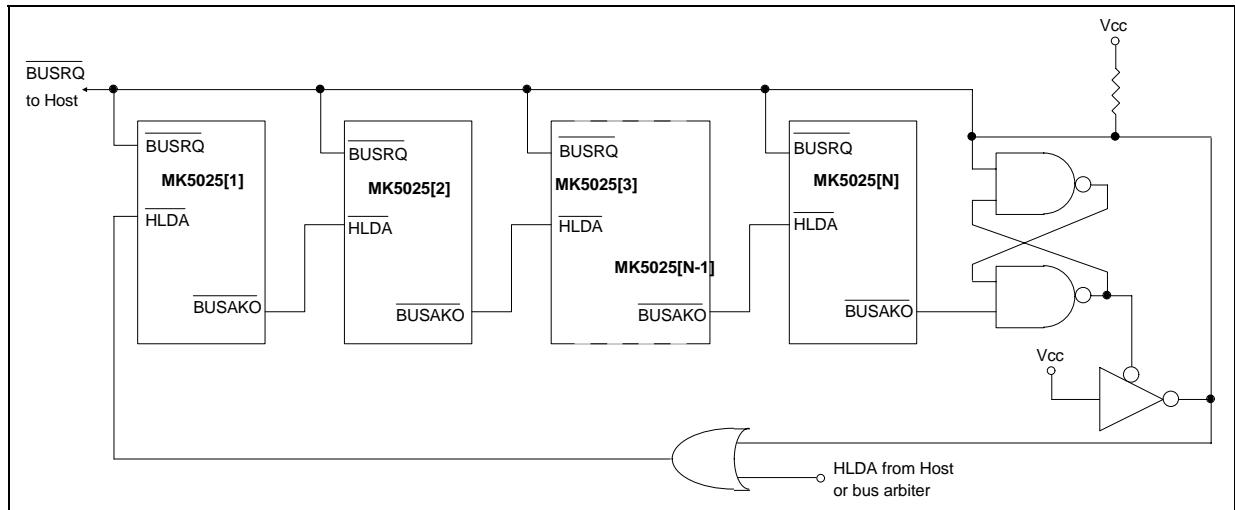 Vcc
BUSRQ
to Host
BUSRQ
MK5025[1]
HLDA
BUSAKO
BUSRQ
MK5025[2]
HLDA
BUSAKO
BUSRQ
MK5025[3]
HLDA
MK5025[N-1]
BUSAKO
BUSRQ
MK5025[N]
HLDA
BUSAKO
Vcc
HLDA from Host
or bus arbiter